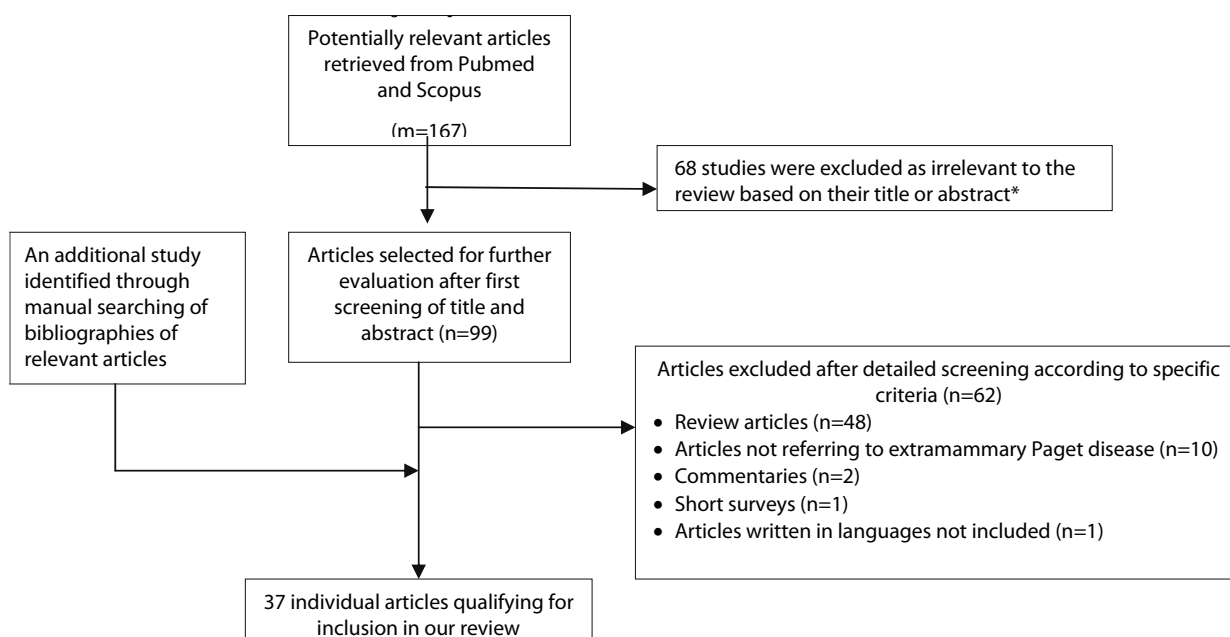 Potentially relevant articles
retrieved from Pubmed
and Scopus
(m=167)
68 studies were excluded as irrelevant to the
review based on their title or abstract*
An additional study
identified through
manual searching of
bibliographies of
relevant articles
Articles selected for further
evaluation after first
screening of title and
abstract (n=99)
Articles excluded after detailed screening according to specific
criteria (n=62)
• Review articles (n=48)
• Articles not referring to extramammary Paget disease (n=10)
• Commentaries (n=2)
• Short surveys (n=1)
• Articles written in languages not included (n=1)
37 individual articles qualifying for
inclusion in our review